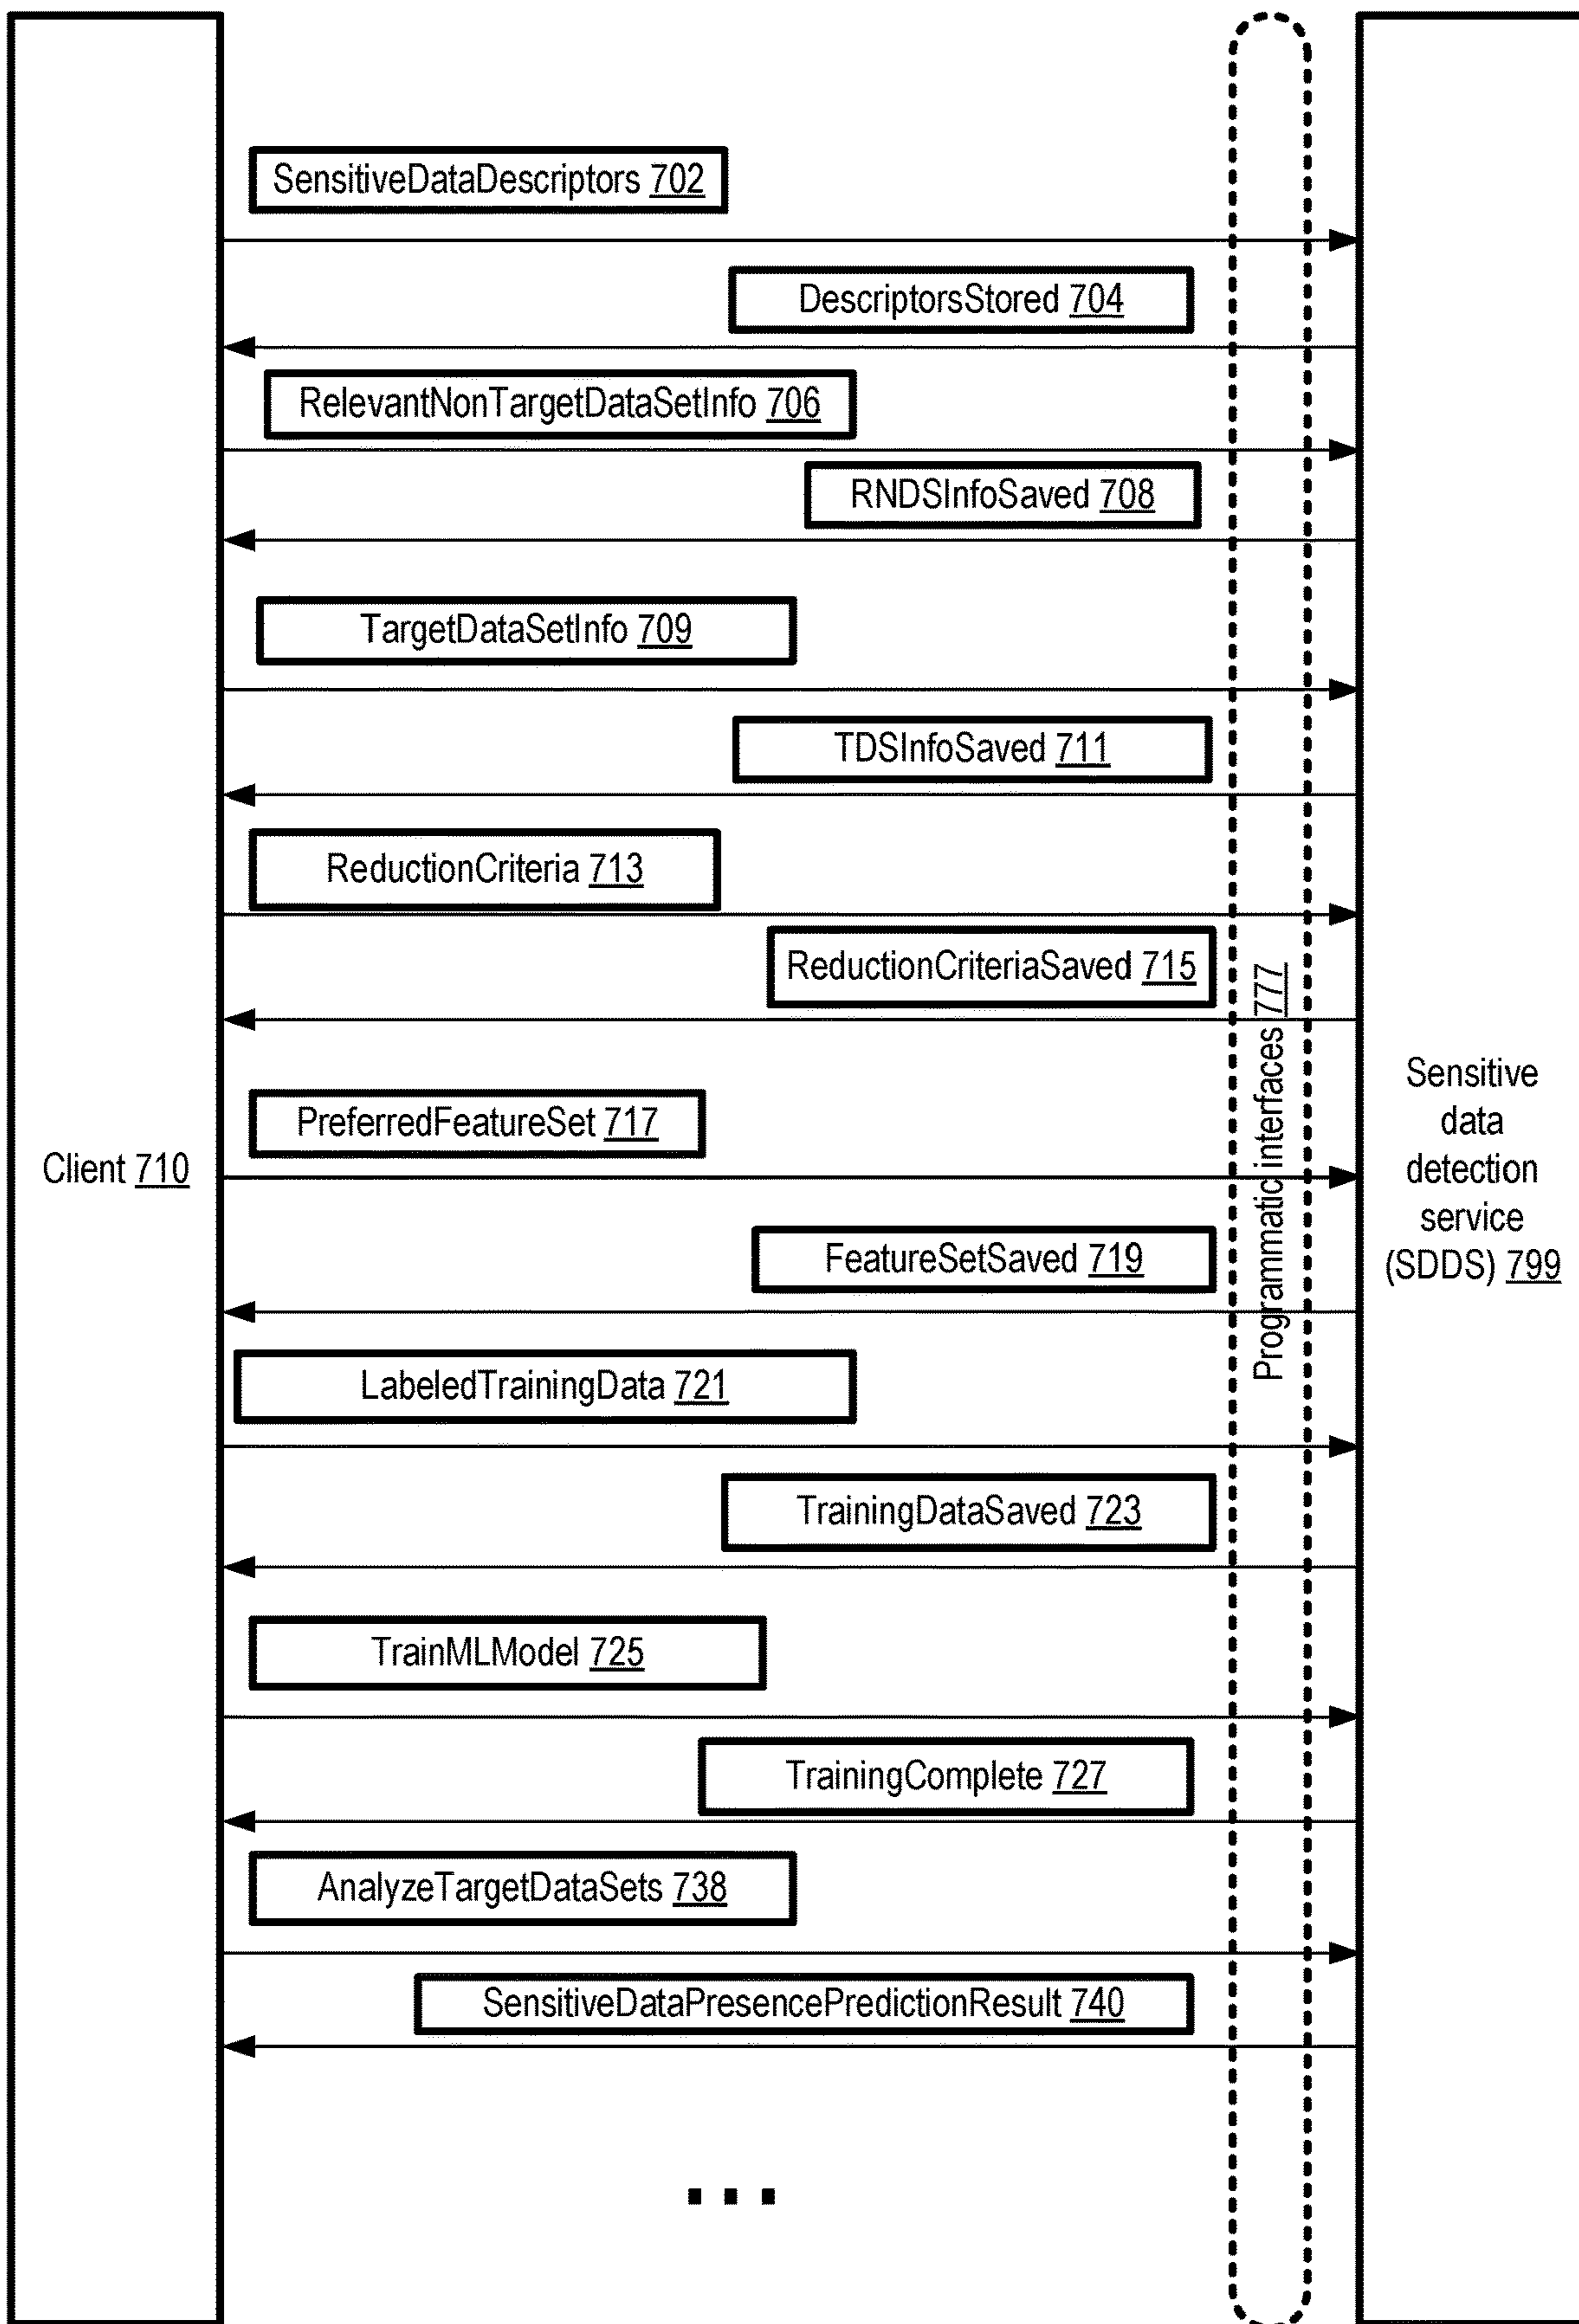 SensitiveDataDescriptors 702
DescriptorsStored 704
RelevantNonTargetDataSetInfo 706
RNDSInfoSaved 708
TargetDataSetInfo 709
TDSInfoSaved 711
ReductionCriteria 713
ReductionCriteriaSaved 715
PreferredFeatureSet 717
Client 710
FeatureSetSaved 719
Programmatic interfaces 777
Sensitive
data
detection
service
(SDDS) 799
LabeledTrainingData 721
TrainingDataSaved 723
TrainMLModel 725
TrainingComplete 727
AnalyzeTargetDataSets 738
SensitiveDataPresencePredictionResult 740
...